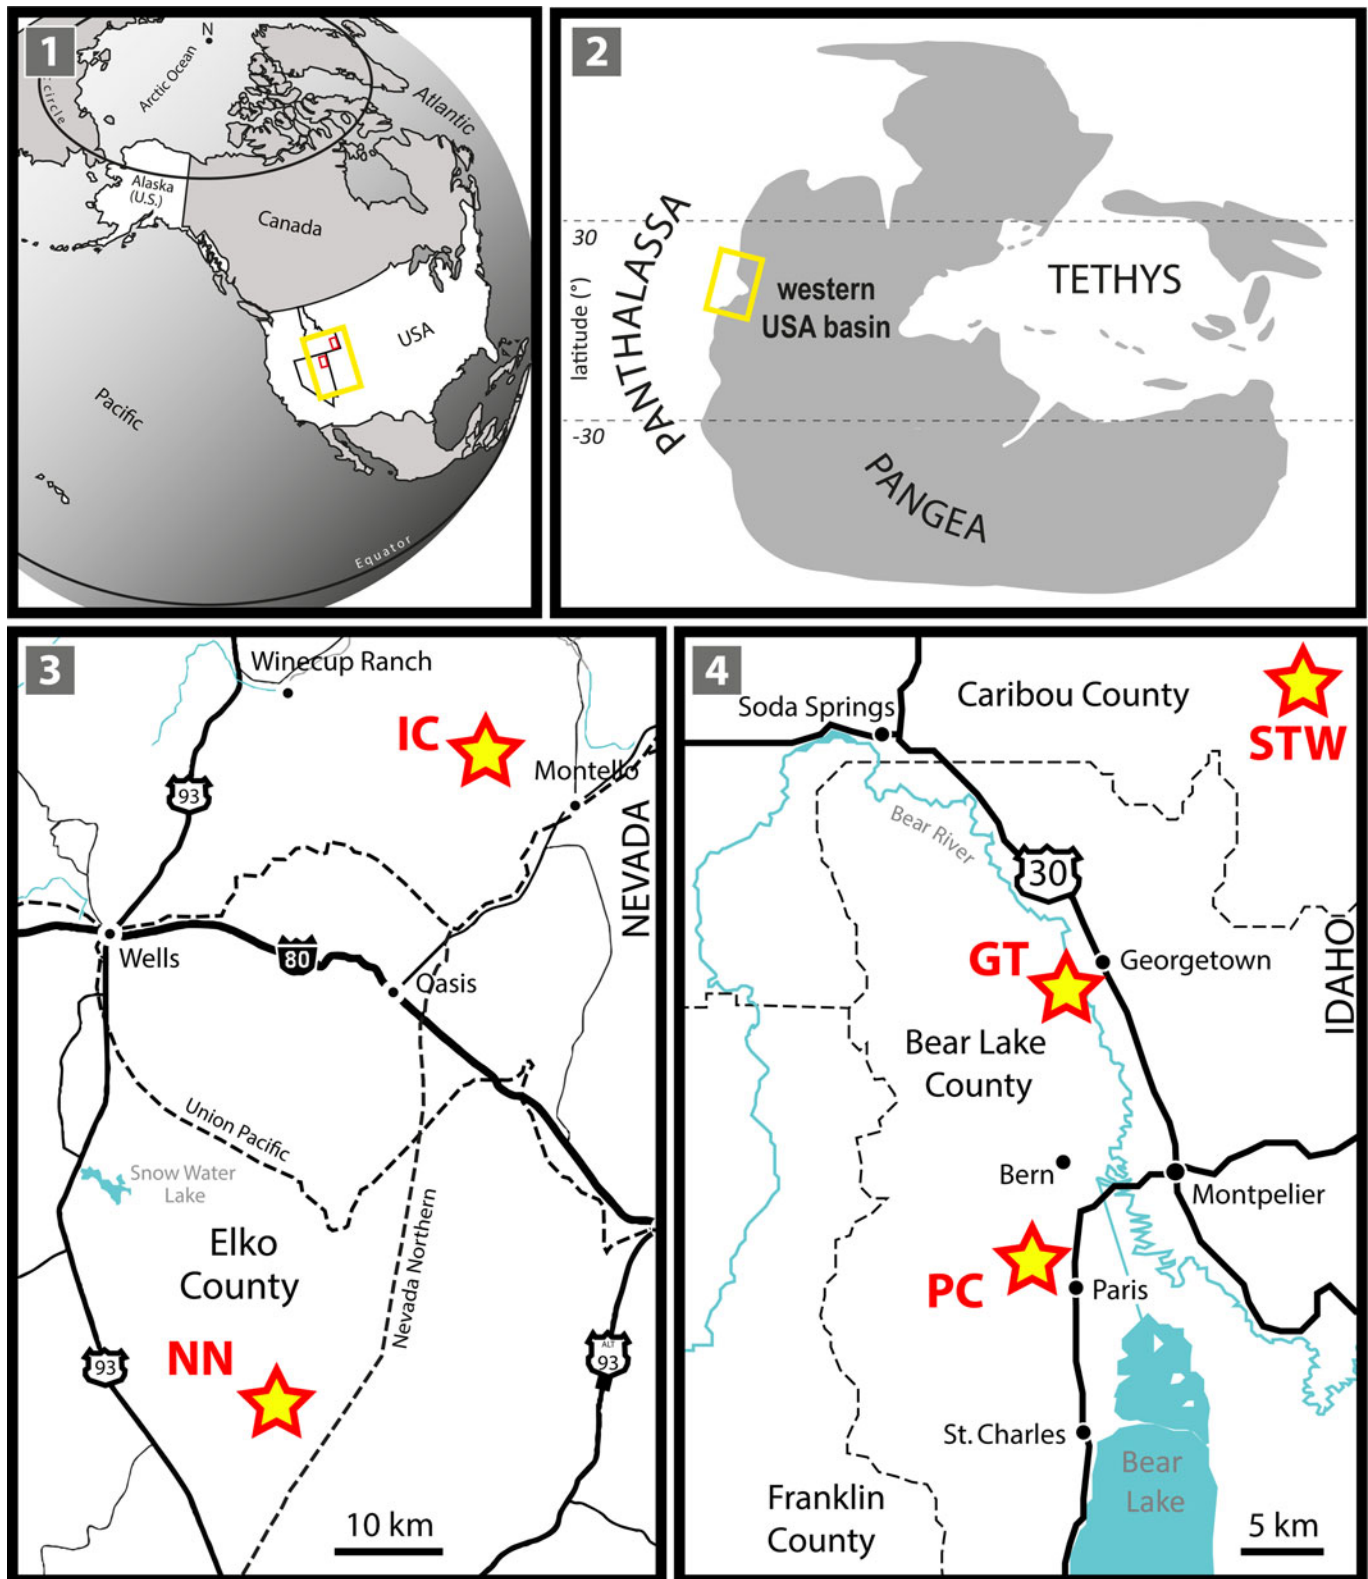 1
N
Arctic Ocean
circle
Atlantic
Alaska
(U.S.)
Canada
USA
Pacific
Equator
2
PANTHALASSA
30
latitude (°)
-30
western
USA basin
TETHYS
PANGEA
3
Winecup Ranch
IC
Montello
93
NEVADA
Wells
80
Oasis
Union Pacific
Snow Water
Lake
Elko
County
Nevada Northern
NN
93
ALT
93
10 km
4
Soda Springs
Caribou County
STW
Bear River
30
GT
Georgetown
IDAHO
Bear Lake
County
Bern
Montpelier
PC
Paris
St. Charles
Bear
Lake
Franklin
County
5 km